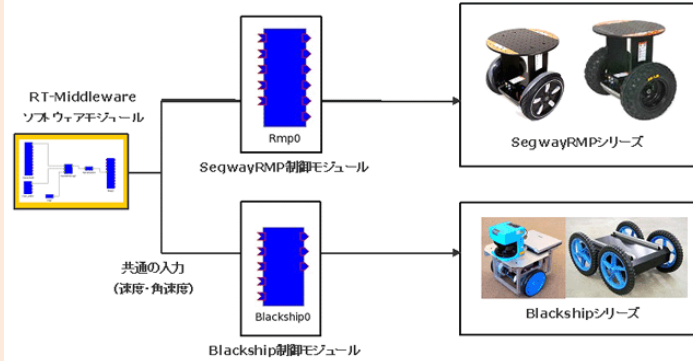 RT-Middleware
ソフトウェアモジュール
Rmp0
SegwayRMP制御モジュール
SegwayRMPシリーズ
共通の入力
(速度・角速度)
Blackship0
Blackship制御モジュール
Blackshipシリーズ